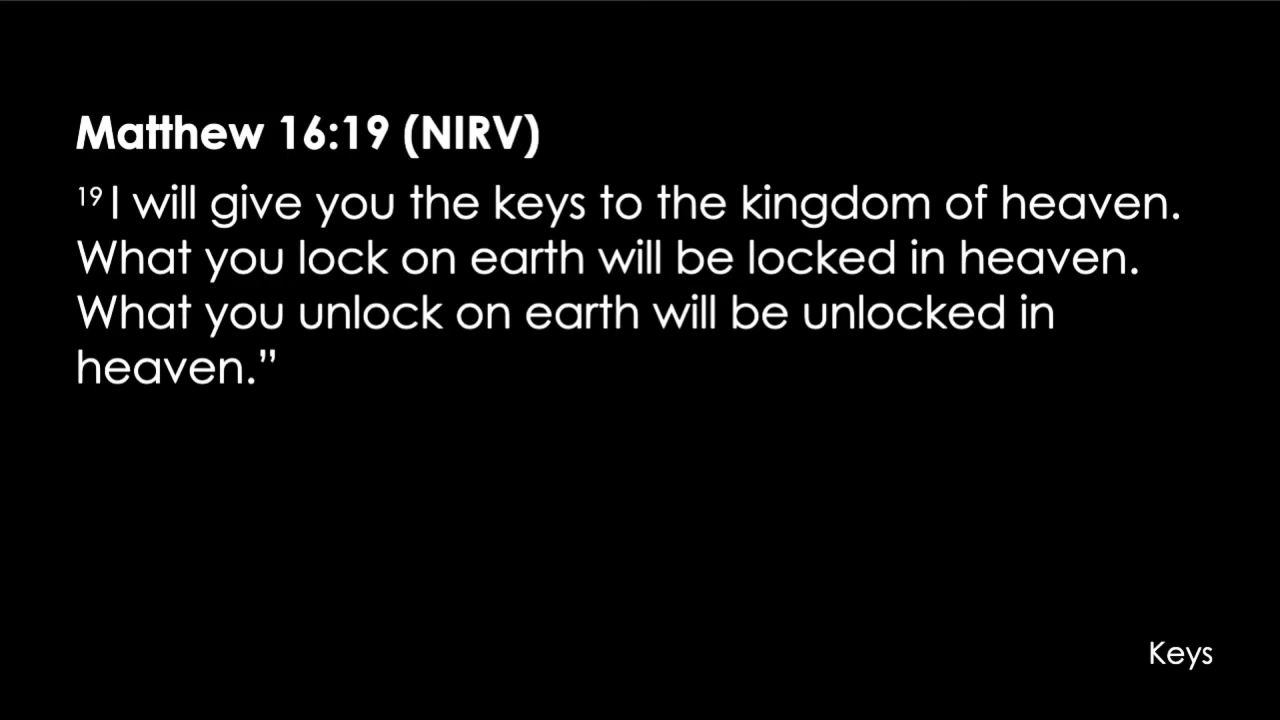 Matthew 16:19 (NIRV)
19 I will give you the keys to the kingdom of heaven.
What you lock on earth will be locked in heaven.
What you unlock on earth will be unlocked in
heaven.”
Keys